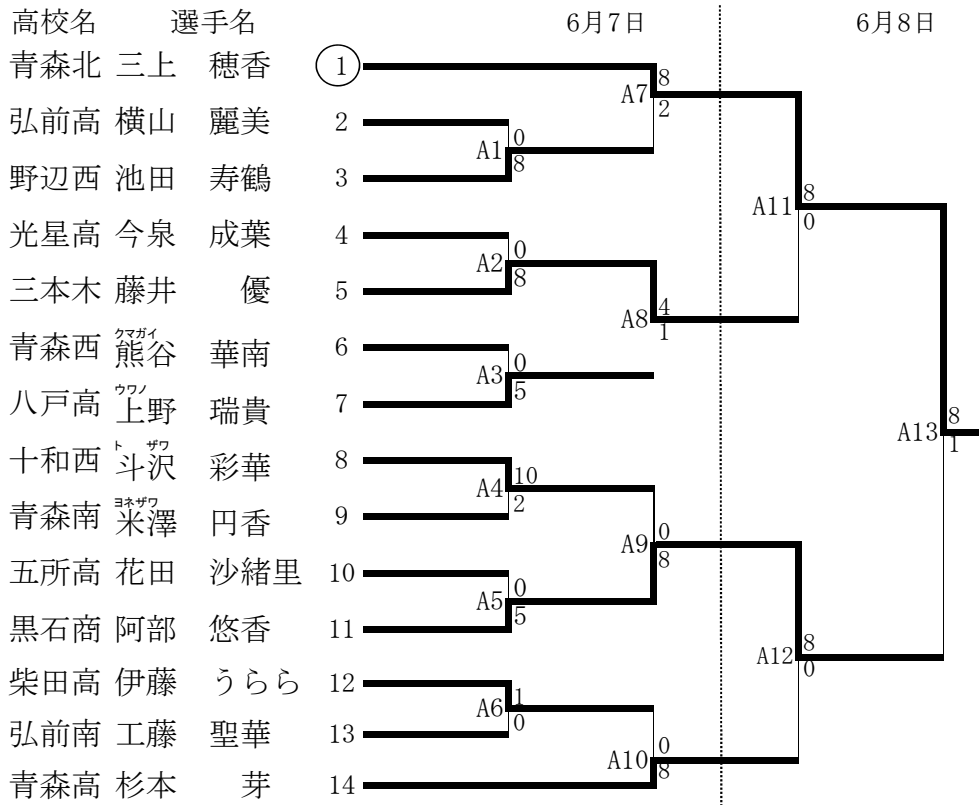 高校名 選手名 6月7日 6月8日
青森北 三上 穂香 1
8
A7
2
弘前高 横山 麗美 2
0
A1
8
野辺西 池田 寿鶴 3
8
A11
0
光星高 今泉 成葉 4
0
A2
8
三本木 藤井 優 5
4
A8
1
青森西 熊谷 華南 6
クマガイ
0
A3
5
八戸高 上野 瑞貴 7
ウワノ
8
A13
1
十和西 斗沢 彩華 8
ト ザワ
10
A4
2
青森南 米澤 円香 9
ヨネザワ
0
A9
8
五所高 花田 沙緒里 10
0
A5
5
黒石商 阿部 悠香 11
8
A12
0
柴田高 伊藤 うらら 12
1
A6
0
弘前南 工藤 聖華 13
0
A10
8
青森高 杉本 芽 14